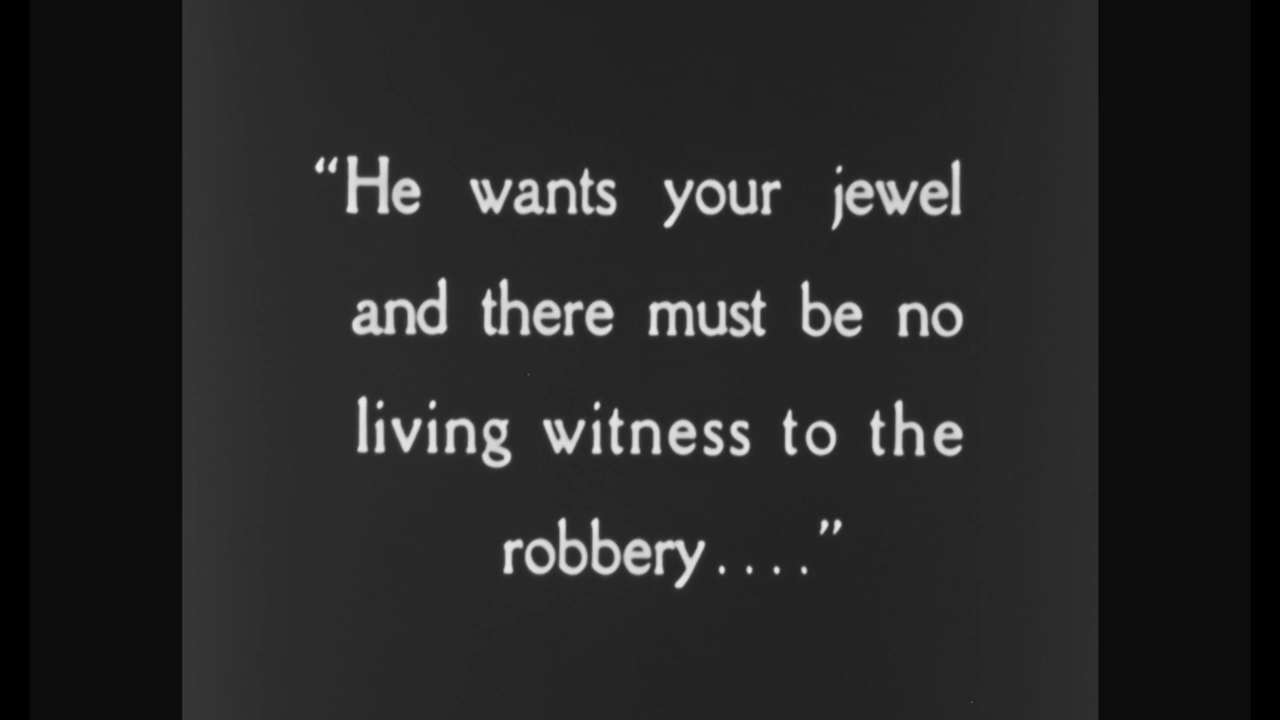 “He wants your jewel
and there must be no
living witness to the
robbery....”